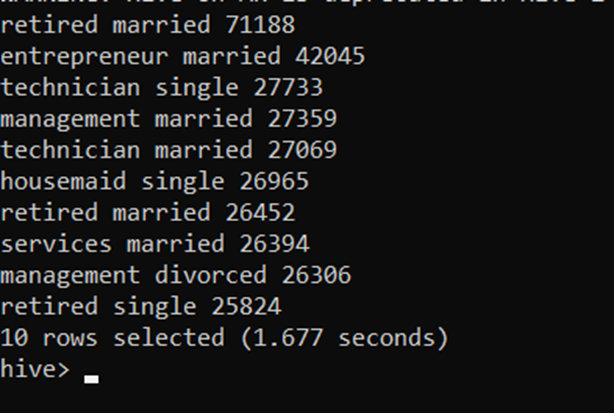 retired married 71188
entrepreneur married 42045
technician single 27733
management married 27359
technician married 27069
housemaid single 26965
retired married 26452
services married 26394
management divorced 26306
retired single 25824
10 rows selected (1.677 seconds)
hive>